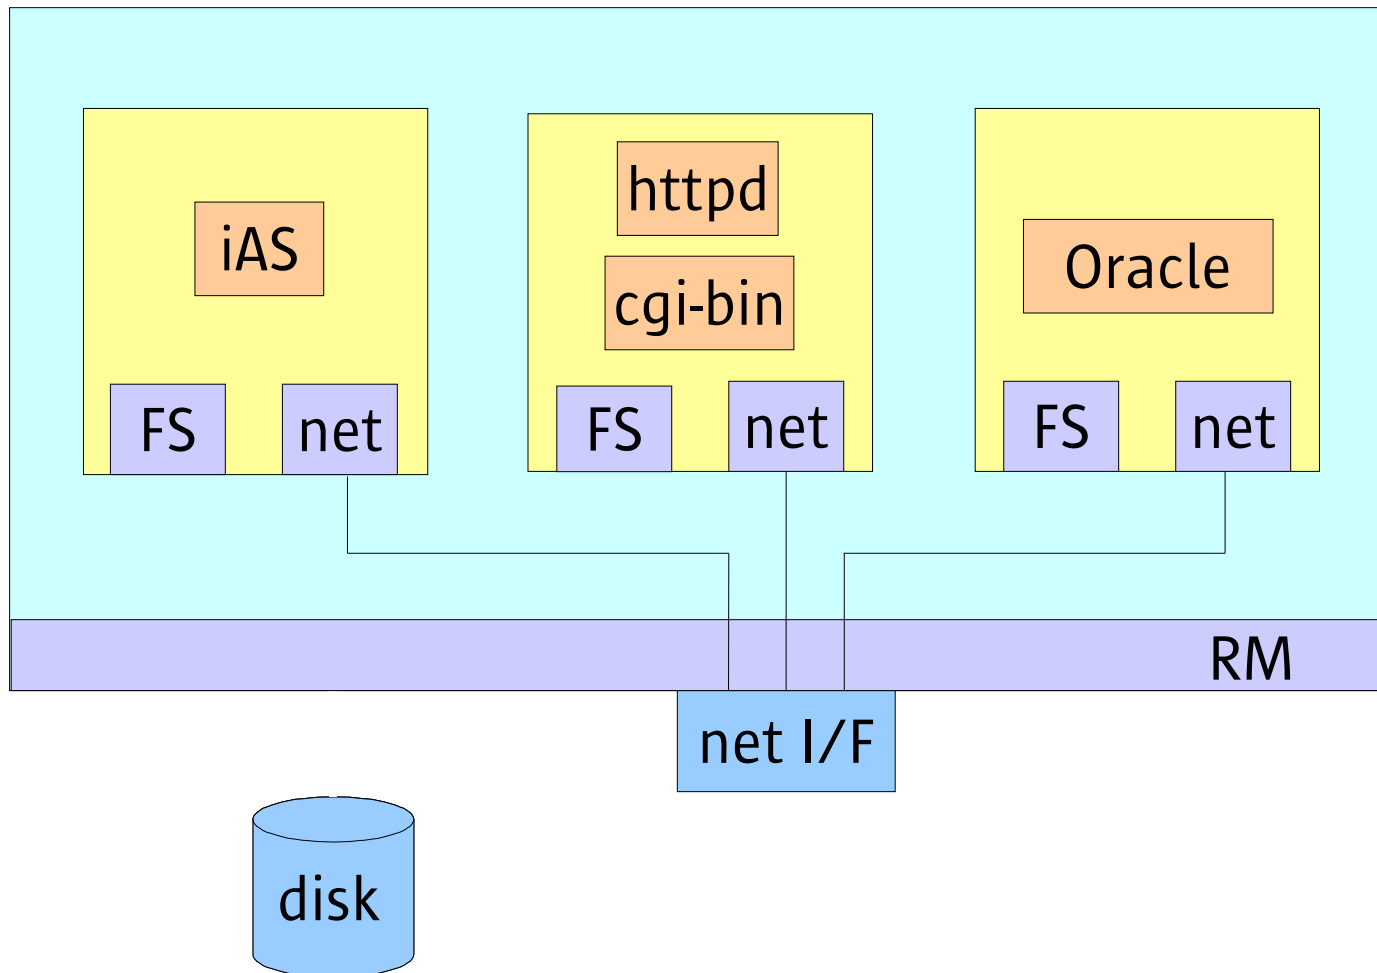 iAS
FS
net
httpd
cgi-bin
FS
net
Oracle
FS
net
RM
net I/F
disk